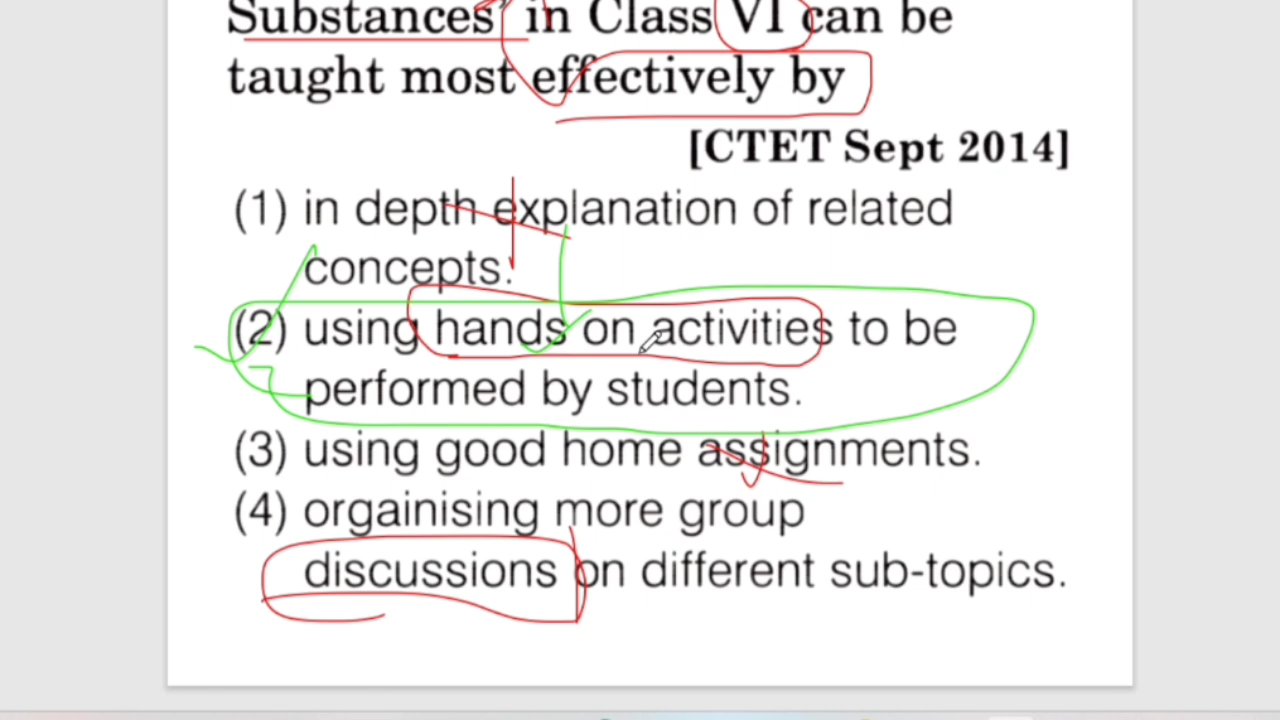 Substances’ in Class VI can be
taught most effectively by
[CTET Sept 2014]
(1) in depth explanation of related
concepts.
(2) using hands on activities to be
performed by students.
(3) using good home assignments.
(4) orgainising more group
discussions on different sub-topics.